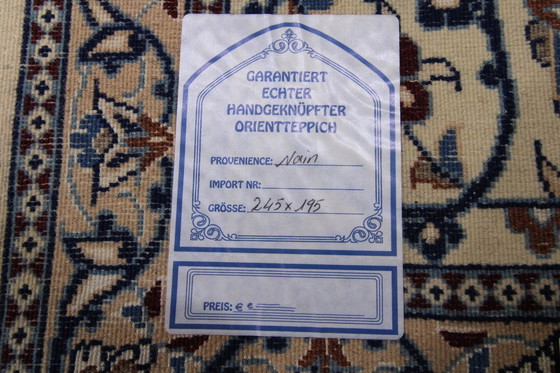 GARANTIERT
ECHTER
HANDGEKNÜPFTER
ORIENTTEPPICH
PROVENIENCE: Nain
IMPORT NR:
GRÖSSE: 245 x 195
PREIS: € €